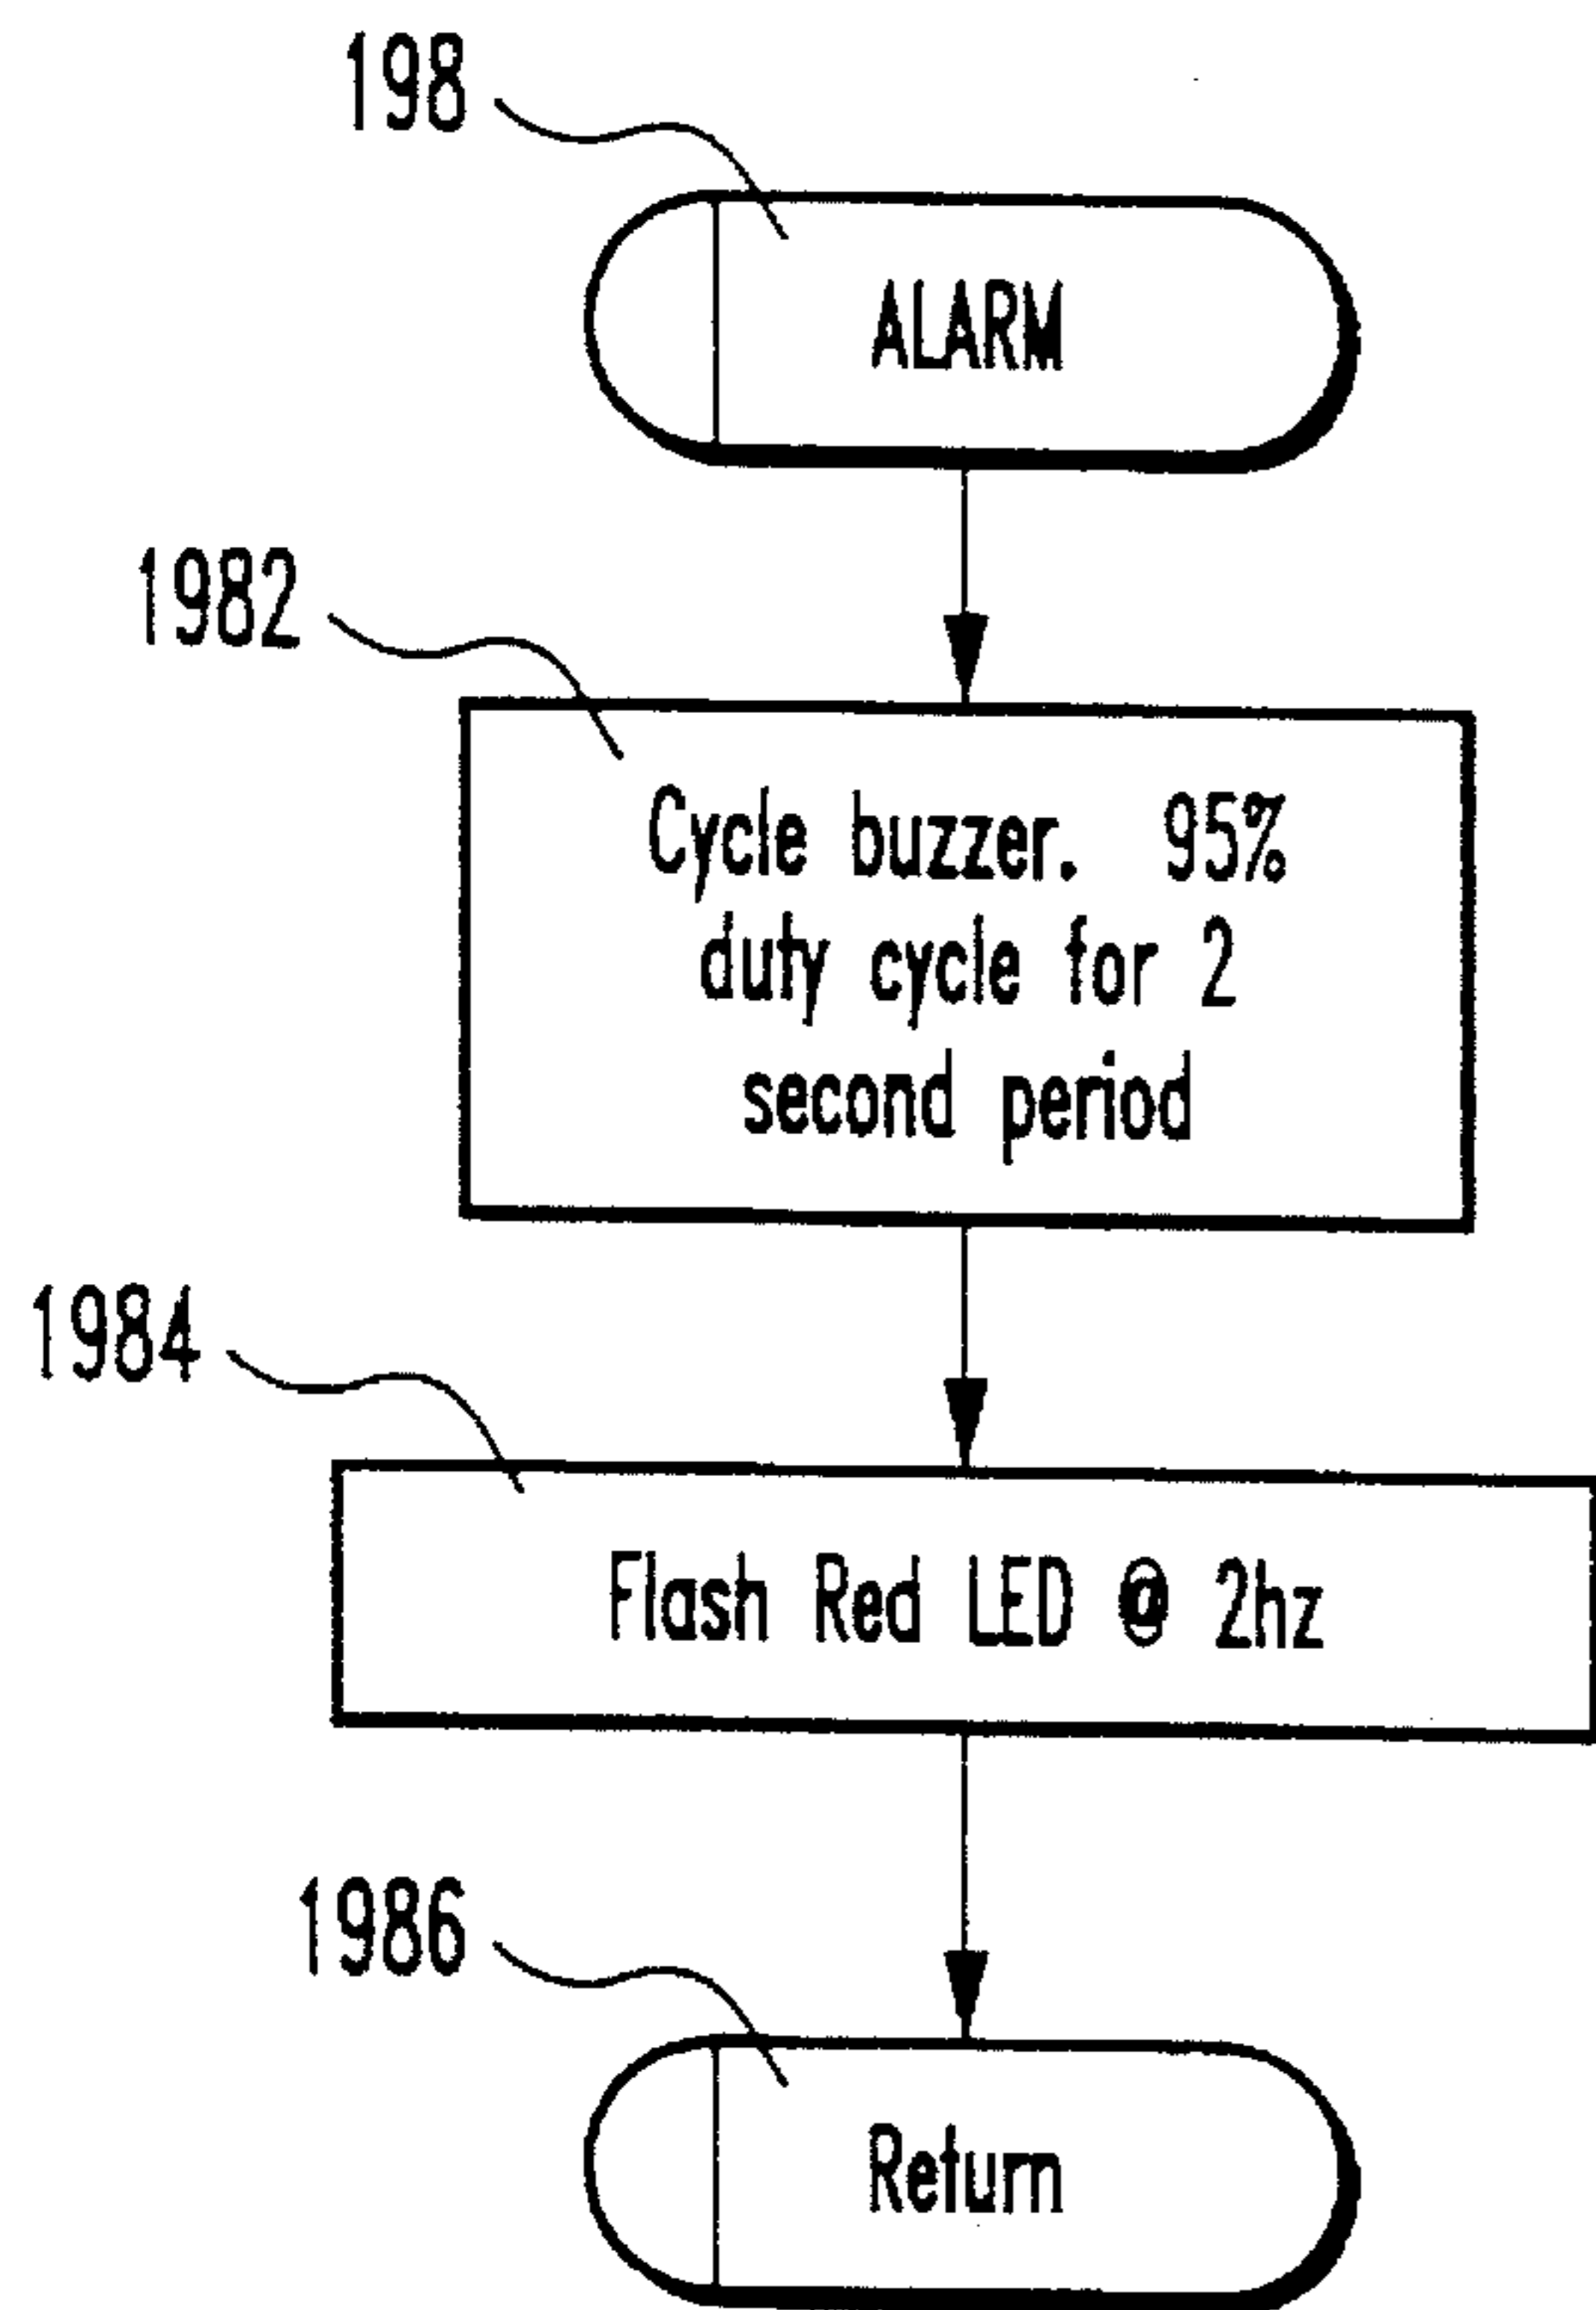 198
ALARM
1982
Cycle buzzer. 95%
duty cycle for 2
second period
1984
Flash Red LED @ 2hz
1986
Return